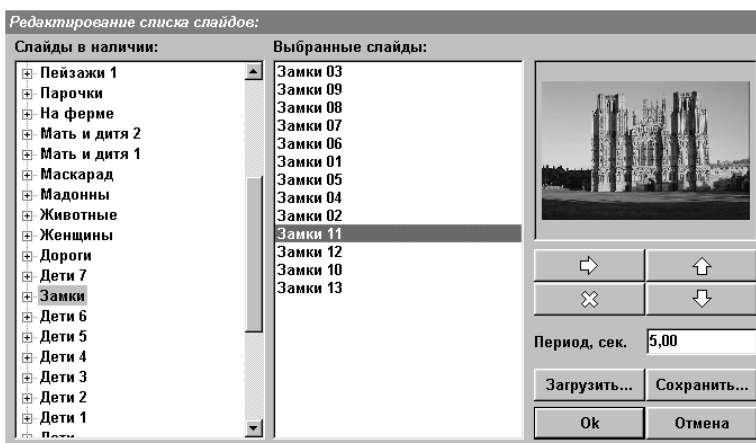 Редактирование списка слайдов:
Слайды в наличии:
Пейзажи 1
Парочки
На ферме
Мать и дитя 2
Мать и дитя 1
Маскарад
Мадонны
Животные
Женщины
Дороги
Дети 7
Замки
Дети 6
Дети 5
Дети 4
Дети 3
Дети 2
Дети 1
Выбранные слайды:
Замки 03
Замки 09
Замки 08
Замки 07
Замки 06
Замки 01
Замки 05
Замки 04
Замки 02
Замки 11
Замки 12
Замки 10
Замки 13
Период, сек. 5,00
Загрузить... Сохранить...
Ok Отмена